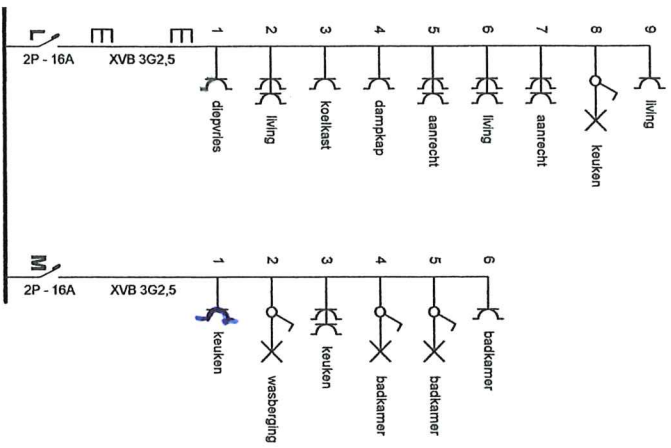 L
2P - 16A
XVB 3G2,5
1 2 3 4 5 6 7 8 9
diepvries
living
koelkast
dampkap
aanrecht
living
aanrecht
keuken
living
M
2P - 16A
XVB 3G2,5
1 2 3 4 5 6
keuken
wasberging
keuken
badkamer
badkamer
badkamer